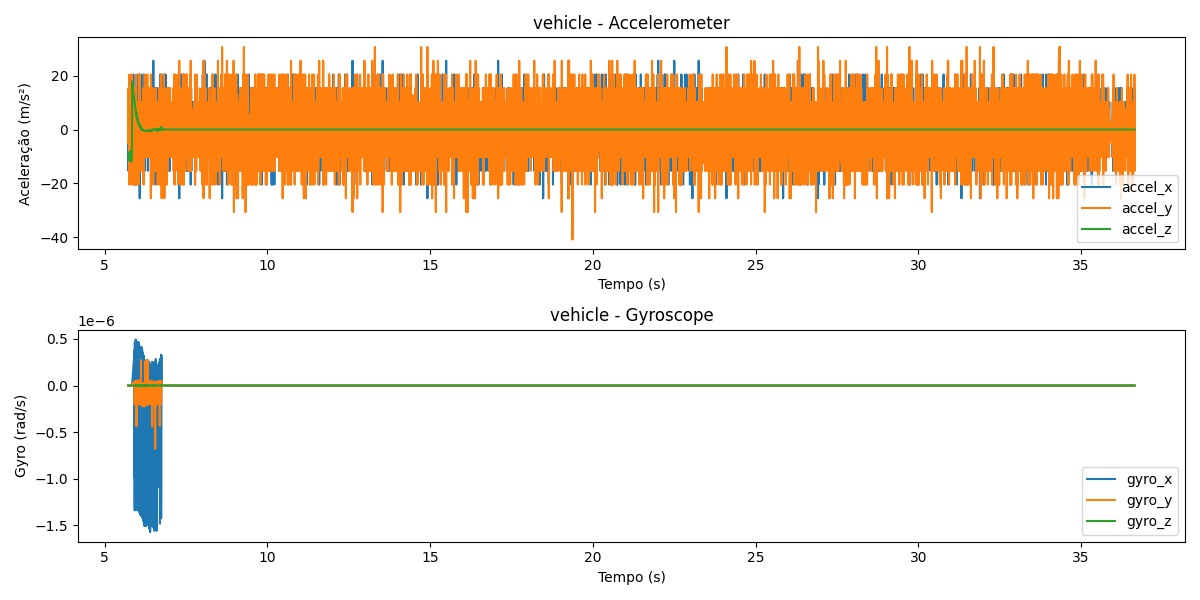 vehicle - Accelerometer
Aceleração (m/s²)
20
0
−20
−40
accel_x
accel_y
accel_z
5 10 15 20 25 30 35
Tempo (s)
vehicle - Gyroscope
1e−6
Gyro (rad/s)
0.5
0.0
−0.5
−1.0
−1.5
gyro_x
gyro_y
gyro_z
5 10 15 20 25 30 35
Tempo (s)